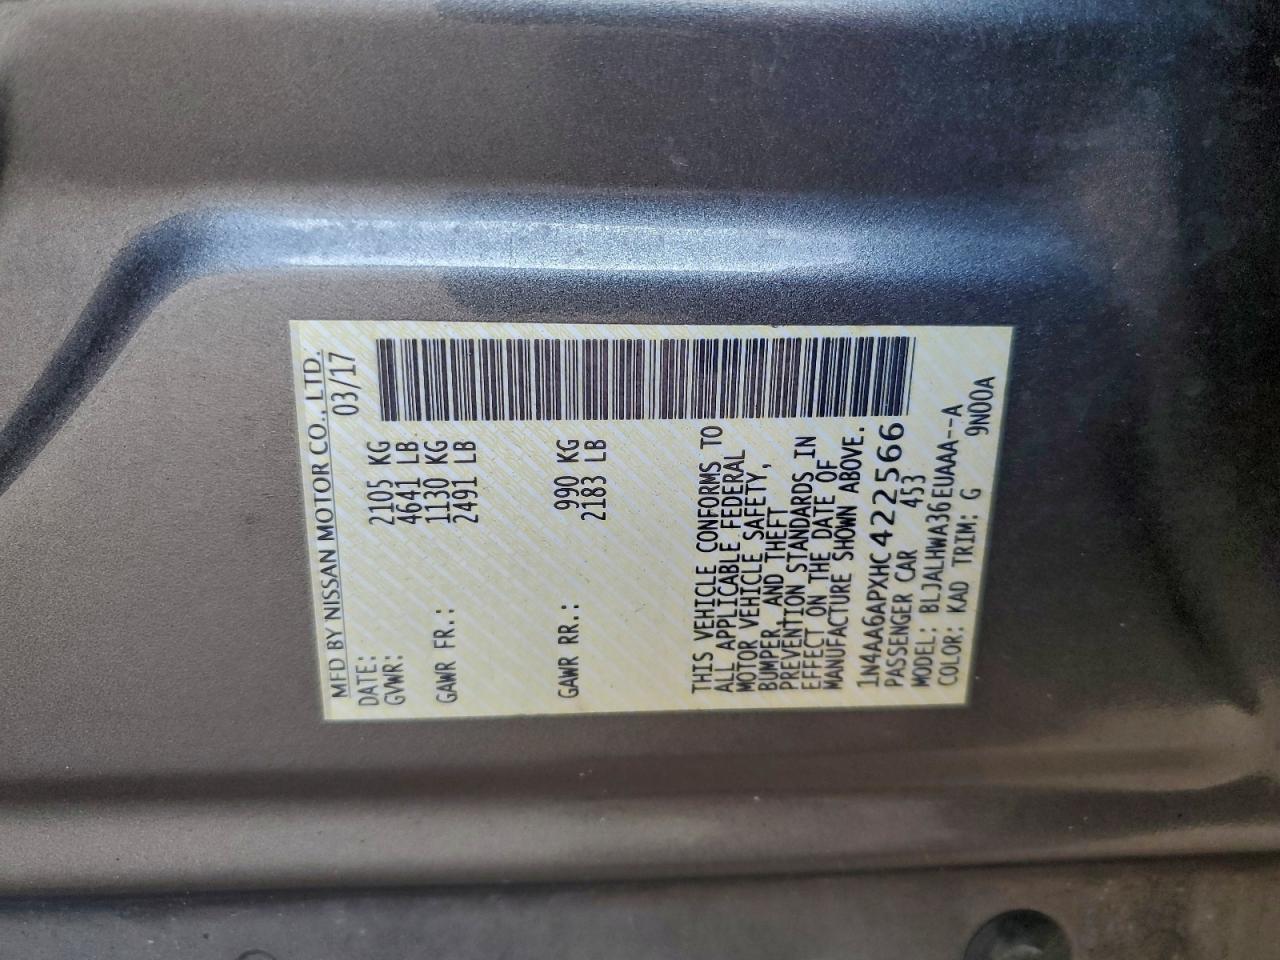 MFD BY NISSAN MOTOR CO., LTD.
DATE: 03/17
GVWR: 2105 KG
4641 LB
GAWR FR.: 1130 KG
2491 LB
GAWR RR.: 990 KG
2183 LB
THIS VEHICLE CONFORMS TO
ALL APPLICABLE FEDERAL
MOTOR VEHICLE SAFETY,
BUMPER, AND THEFT
PREVENTION STANDARDS IN
EFFECT ON THE DATE OF
MANUFACTURE SHOWN ABOVE.
1N4AA6APXHC422566
PASSENGER CAR 453
MODEL: BLJALHWA36EUAAA--A
COLOR: KAD TRIM: G 9N00A